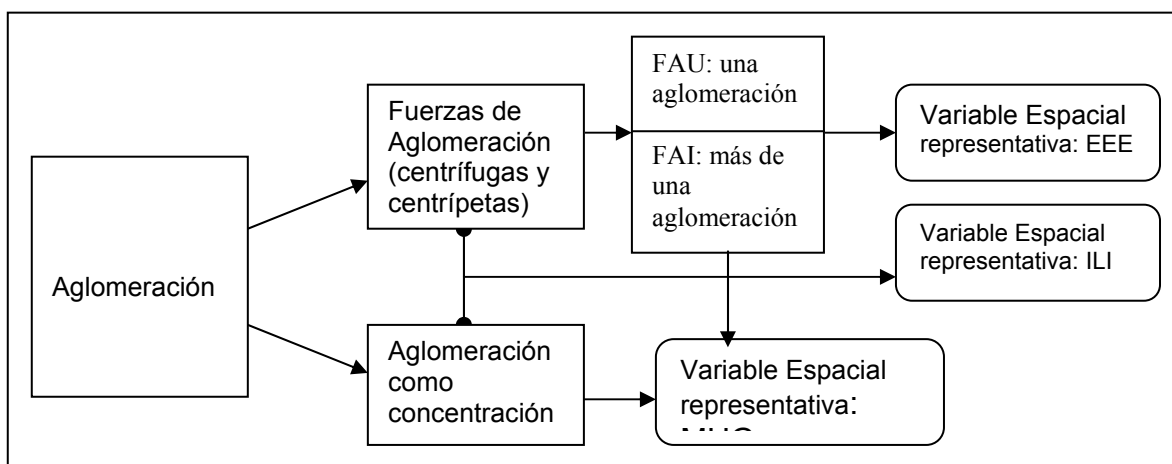 Aglomeración
Fuerzas de
Aglomeración
(centrífugas y
centrípetas)
FAU: una
aglomeración
FAI: más de
una
aglomeración
Variable Espacial
representativa: EEE
Variable Espacial
representativa: ILI
Aglomeración
como
concentración
Variable Espacial
representativa: